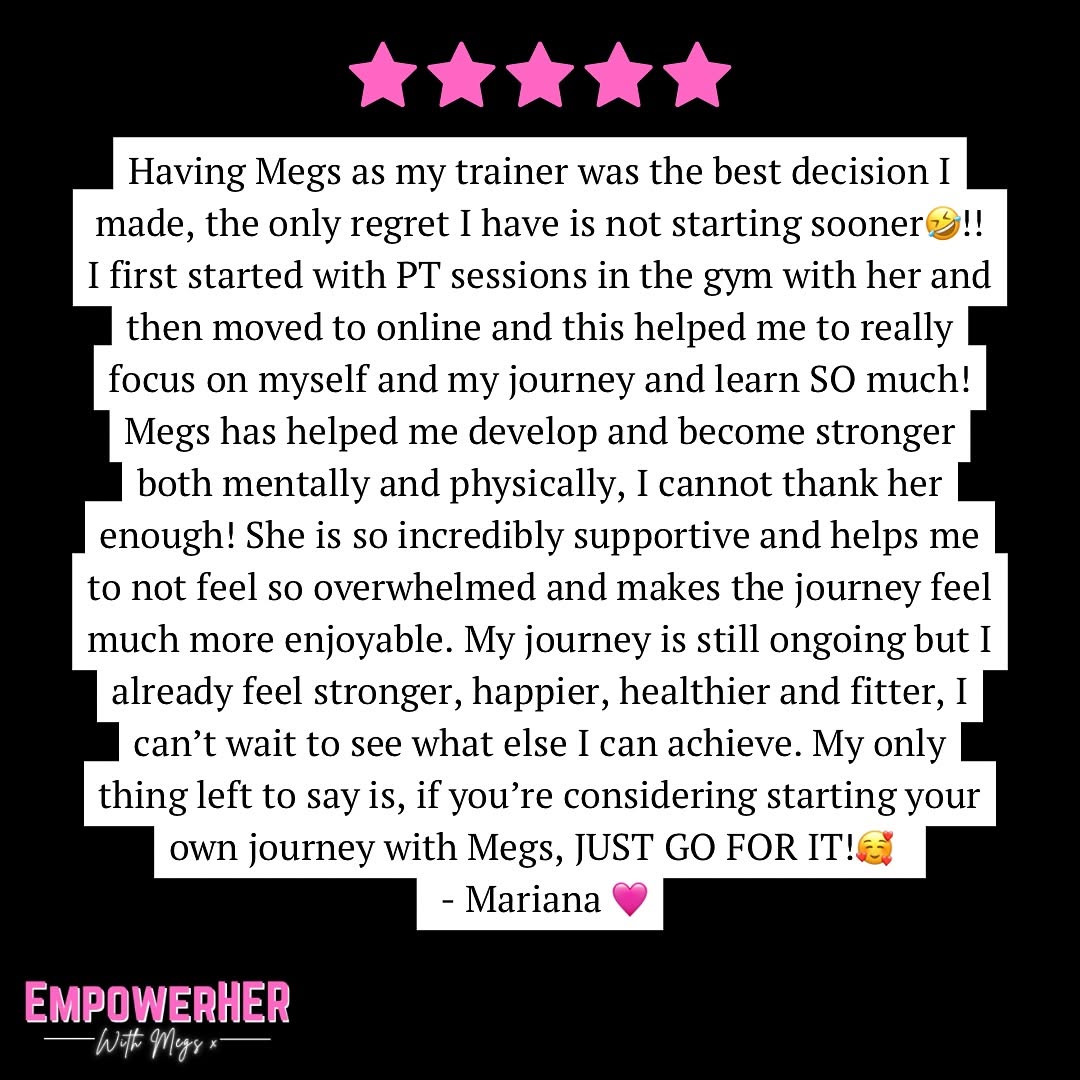 Having Megs as my trainer was the best decision I
made, the only regret I have is not starting sooner🤣!!
I first started with PT sessions in the gym with her and
then moved to online and this helped me to really
focus on myself and my journey and learn SO much!
Megs has helped me develop and become stronger
both mentally and physically, I cannot thank her
enough! She is so incredibly supportive and helps me
to not feel so overwhelmed and makes the journey feel
much more enjoyable. My journey is still ongoing but I
already feel stronger, happier, healthier and fitter, I
can’t wait to see what else I can achieve. My only
thing left to say is, if you’re considering starting your
own journey with Megs, JUST GO FOR IT!🥰
- Mariana 🩷
EMPOWERHER
With Megs x